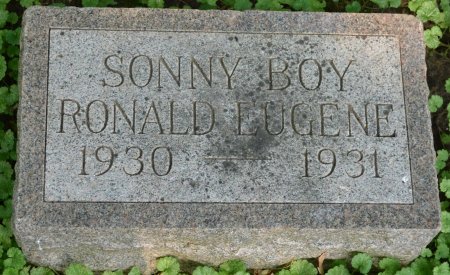 SONNY BOY
RONALD EUGENE
1930 — 1931